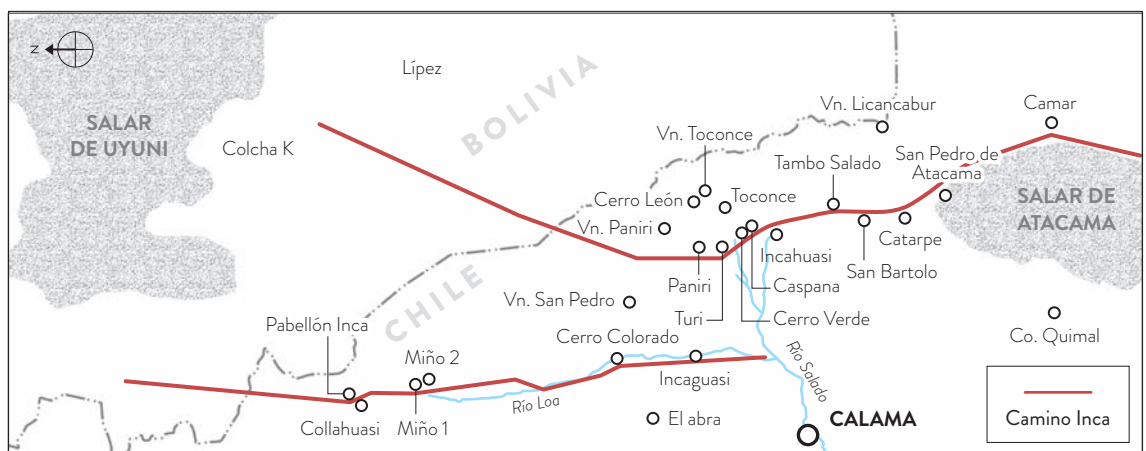 N
Lípez
BOLIVIA
Vn. Licancabur
Camar
SALAR
DE UYUNI
Colcha K
Vn. Toconce
Tambo Salado
San Pedro de
Atacama
Cerro León
Toconce
SALAR DE
ATACAMA
Vn. Paniri
Incahuasi
Catarpe
San Bartolo
Paniri
Caspana
CHILE
Vn. San Pedro
Turi
Cerro Verde
Pabellón Inca
Cerro Colorado
Co. Quimal
Miño 2
Río Salado
Incaguasi
Río Loa
Collahuasi
Miño 1
El abra
CALAMA
Camino Inca